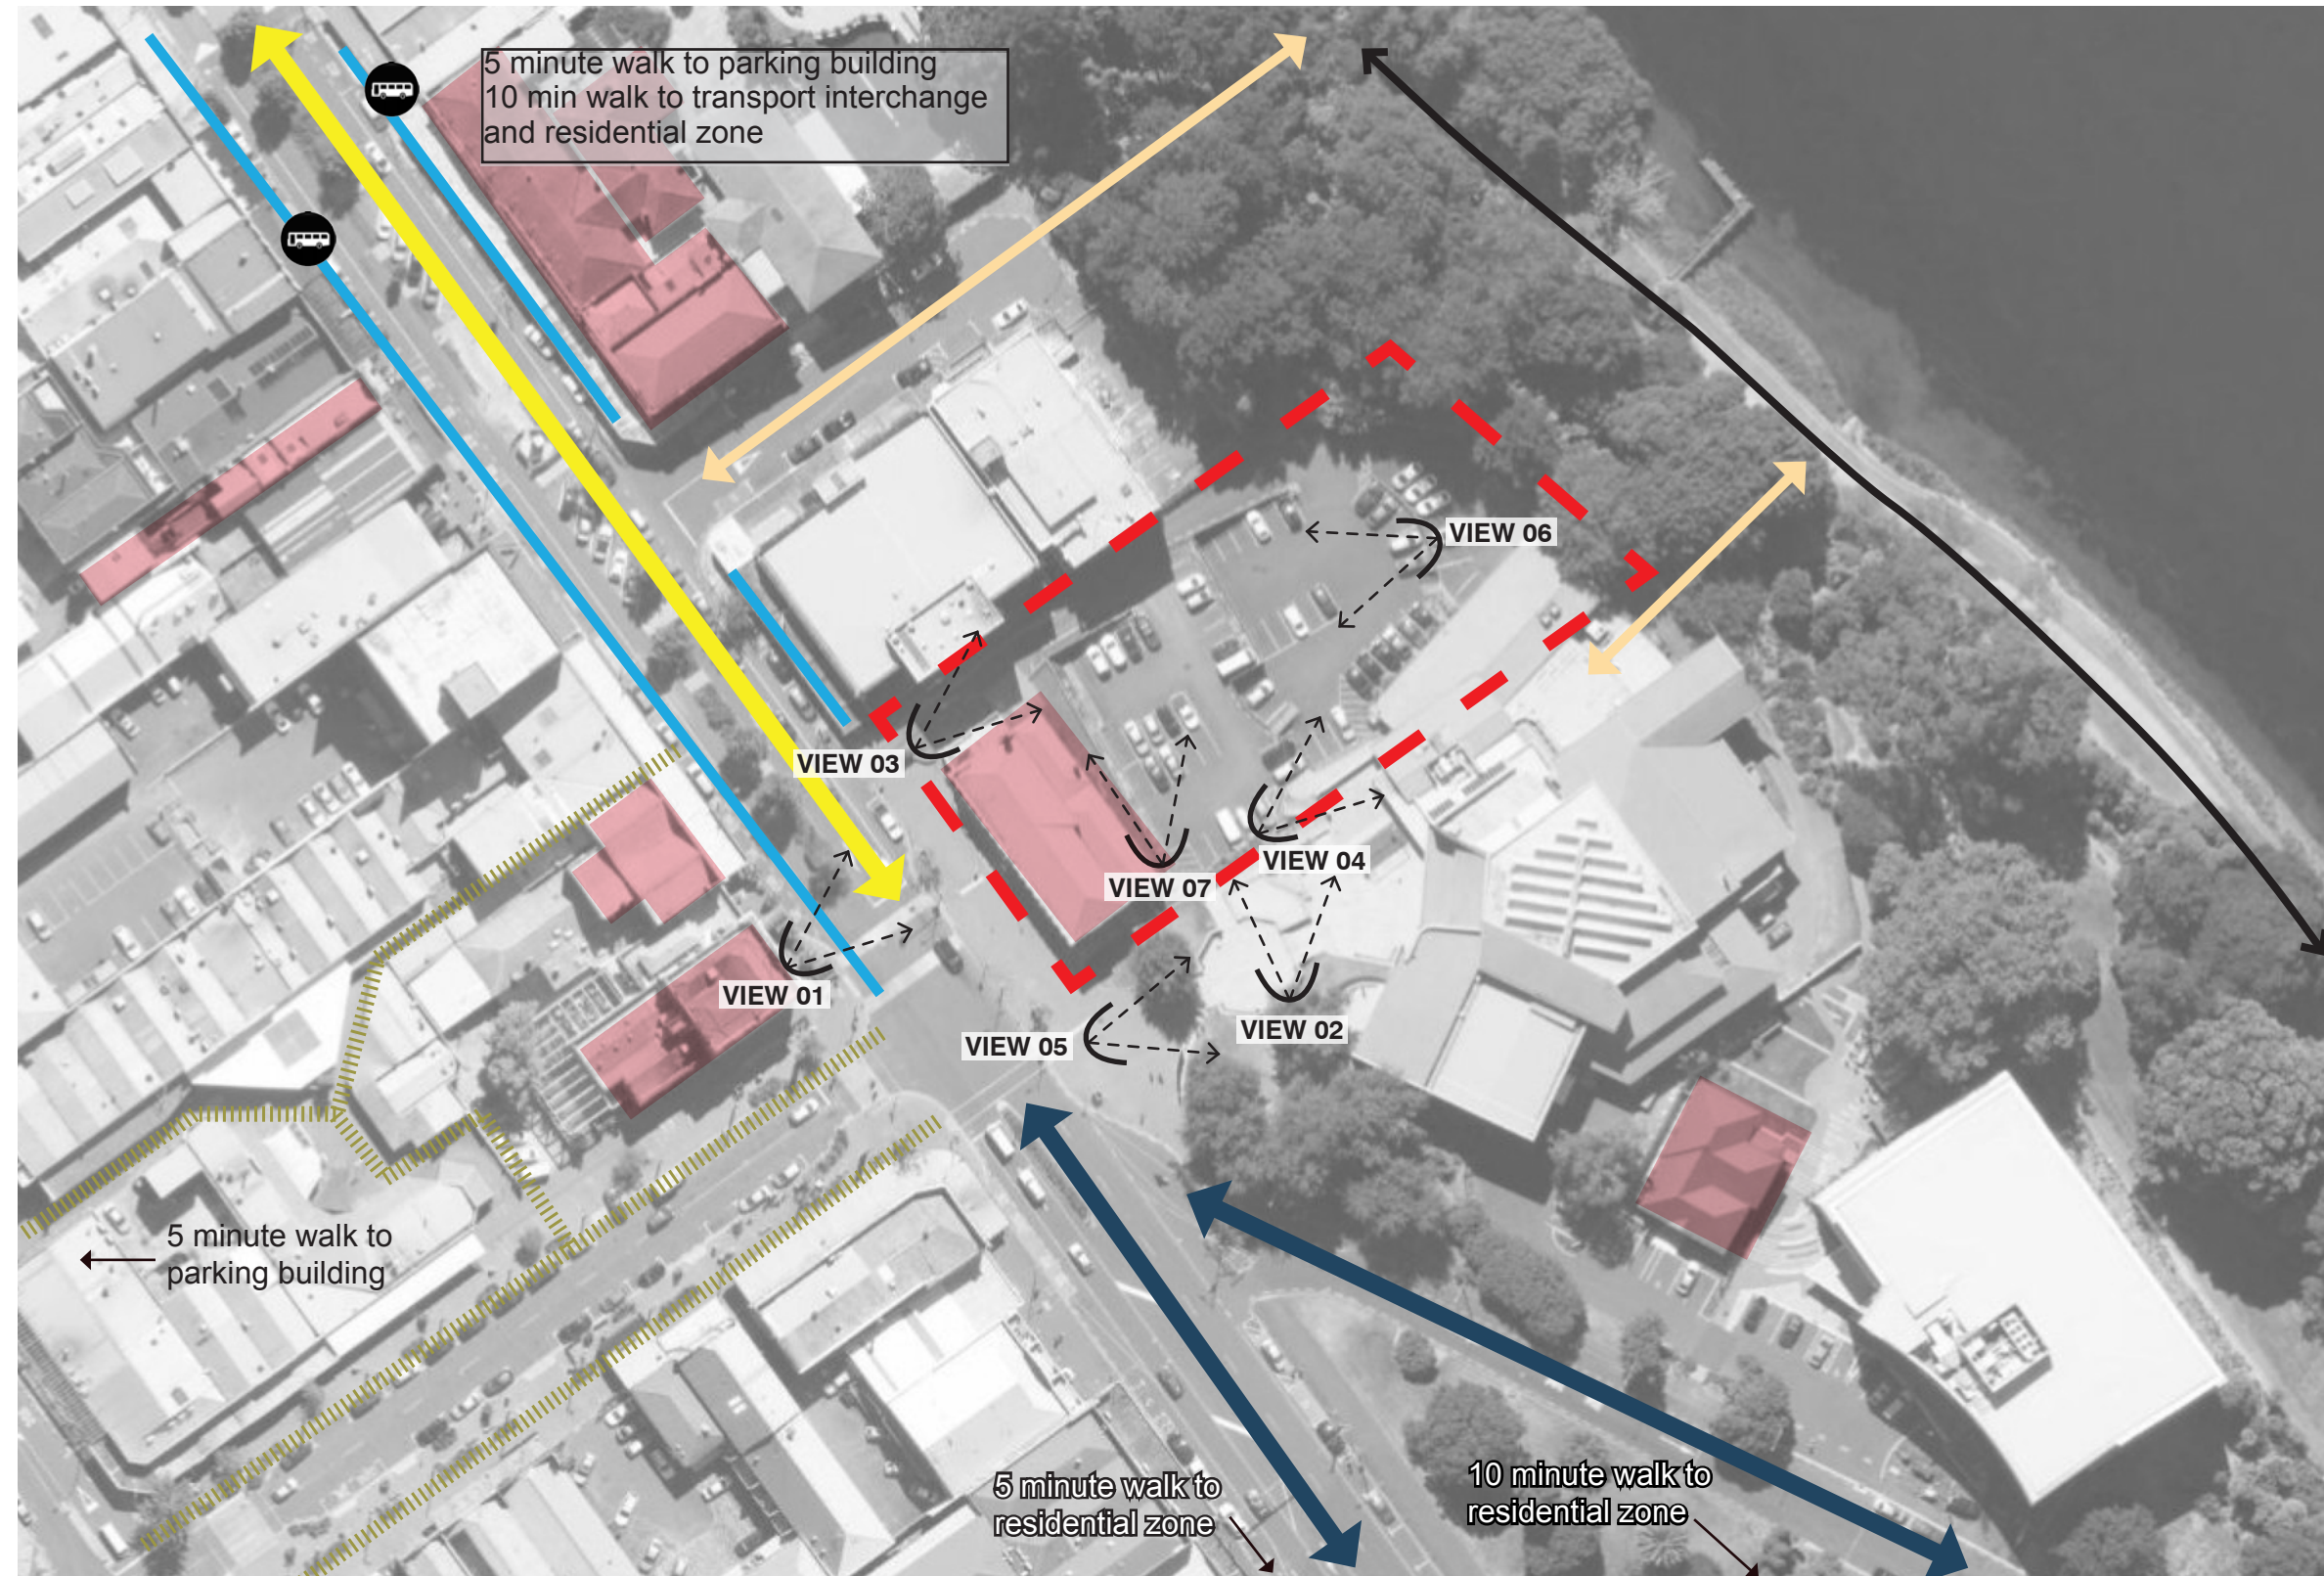 5 minute walk to parking building
10 min walk to transport interchange
and residential zone
VIEW 06
VIEW 03
VIEW 04
VIEW 07
VIEW 01
VIEW 02
VIEW 05
5 minute walk to
parking building
5 minute walk to
residential zone
10 minute walk to
residential zone